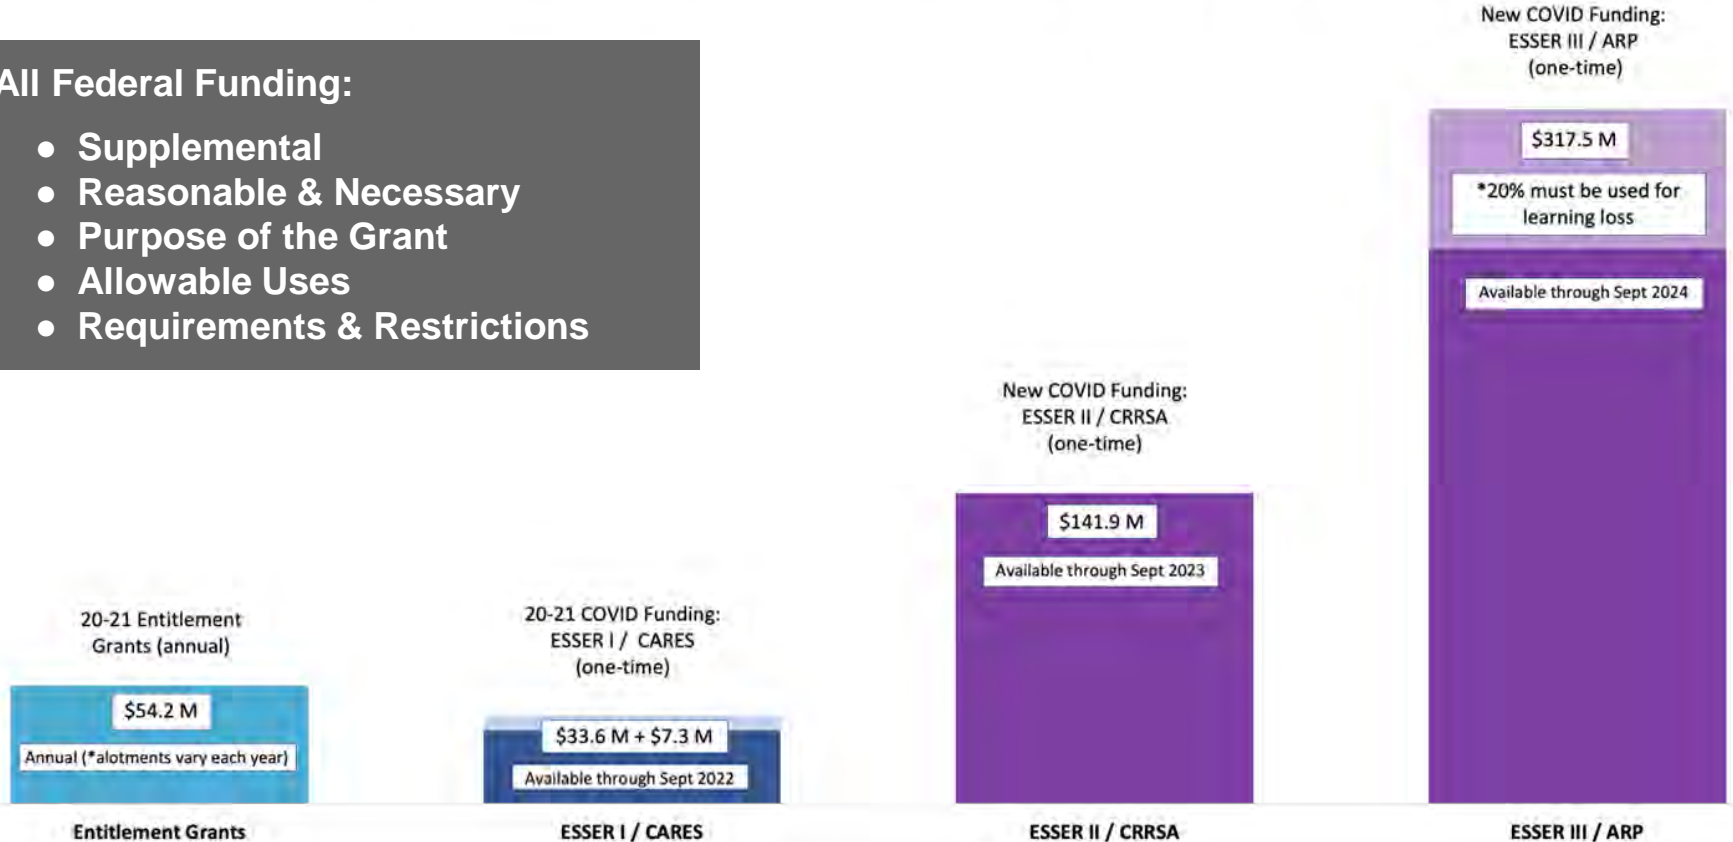 All Federal Funding:
● Supplemental
● Reasonable & Necessary
● Purpose of the Grant
● Allowable Uses
● Requirements & Restrictions
20-21 Entitlement
Grants (annual)
$54.2 M
Annual (*alotments vary each year)
Entitlement Grants
20-21 COVID Funding:
ESSER I / CARES
(one-time)
$33.6 M + $7.3 M
Available through Sept 2022
ESSER I / CARES
New COVID Funding:
ESSER II / CRRSA
(one-time)
$141.9 M
Available through Sept 2023
ESSER II / CRRSA
New COVID Funding:
ESSER III / ARP
(one-time)
$317.5 M
*20% must be used for
learning loss
Available through Sept 2024
ESSER III / ARP